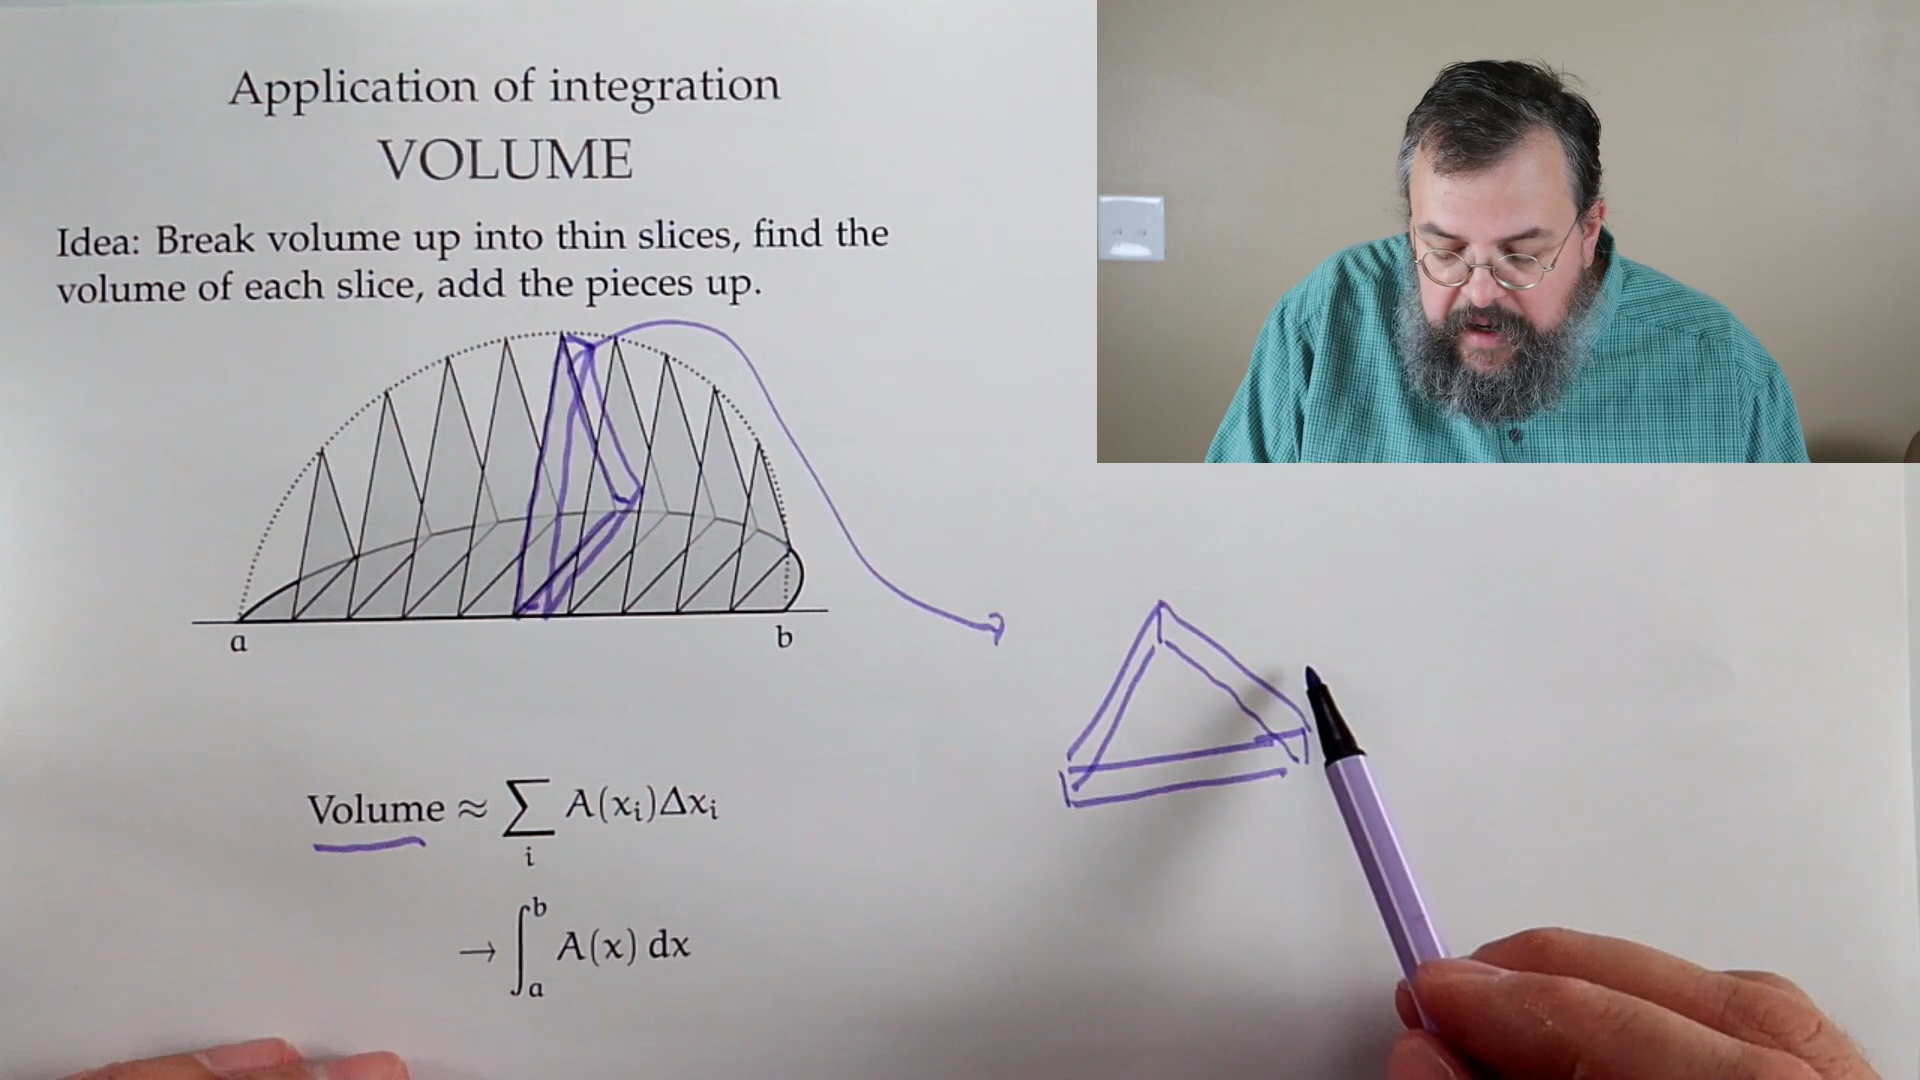 Application of integration
VOLUME
Idea: Break volume up into thin slices, find the
volume of each slice, add the pieces up.
a b
Volume ≈ ∑ A(xᵢ)Δxᵢ
i
→ ∫ₐᵇ A(x) dx